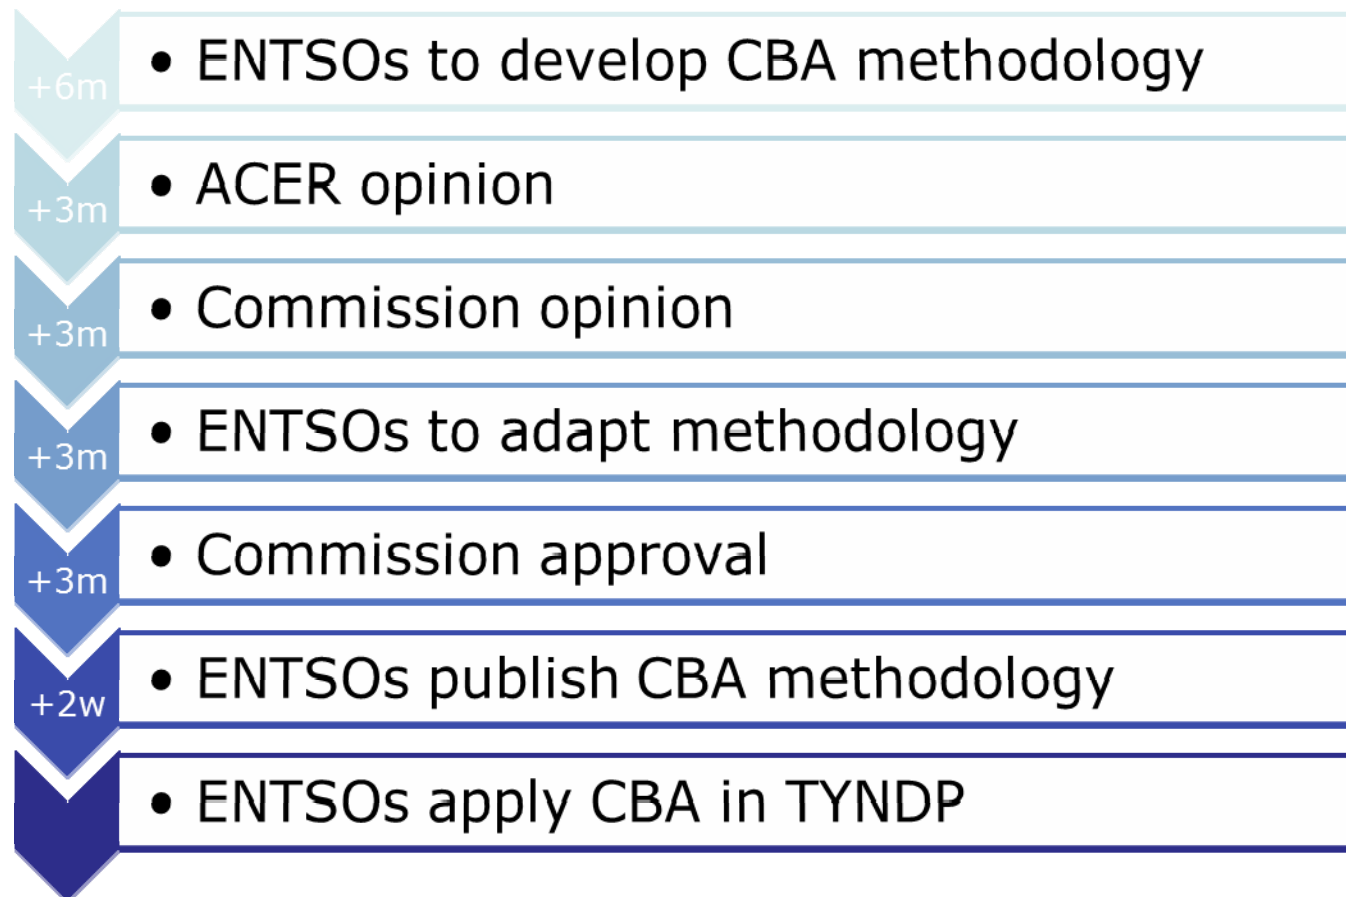 +6m
• ENTSOs to develop CBA methodology
+3m
• ACER opinion
+3m
• Commission opinion
+3m
• ENTSOs to adapt methodology
+3m
• Commission approval
+2w
• ENTSOs publish CBA methodology
• ENTSOs apply CBA in TYNDP